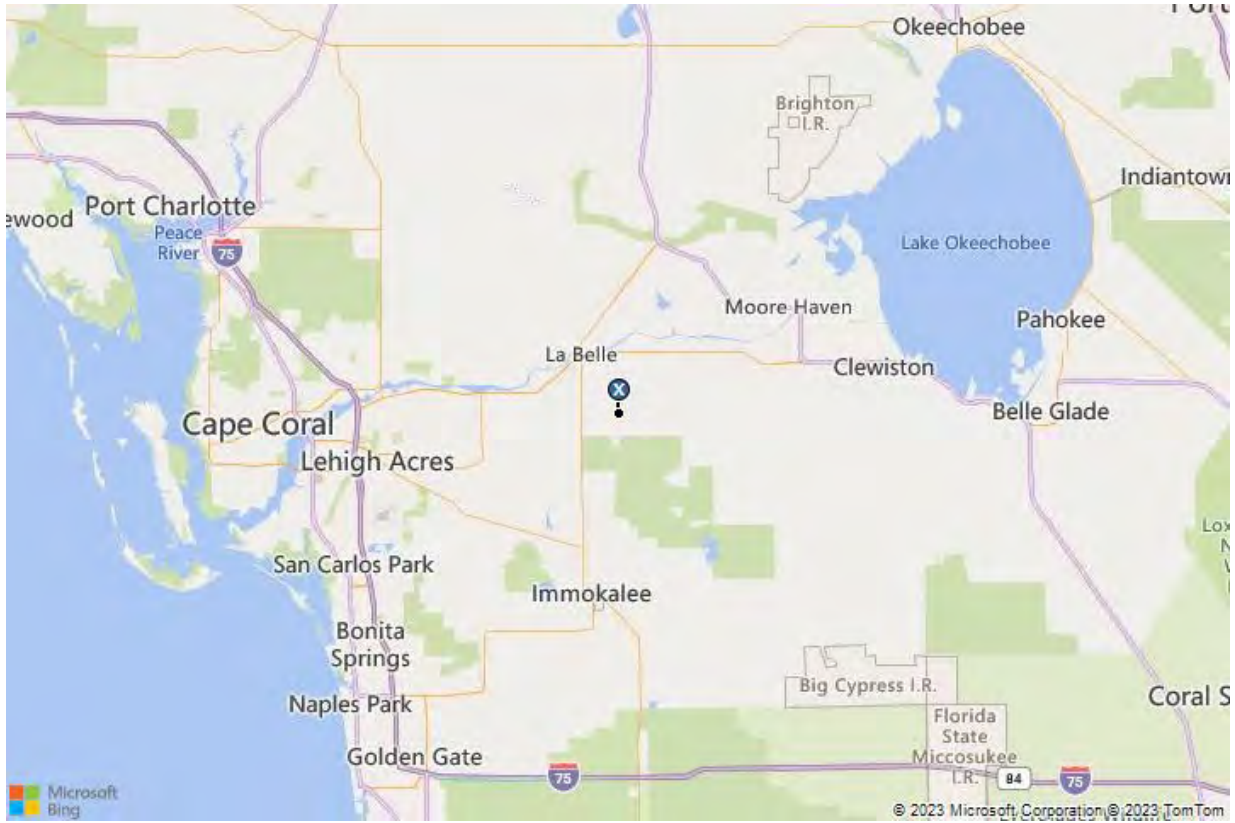 Okeechobee
Brighton
I.R.
Indiantown
Port Charlotte
ewood
Peace
River
75
Lake Okeechobee
Moore Haven
Pahokee
La Belle
Clewiston
X
Belle Glade
Cape Coral
Lehigh Acres
San Carlos Park
Immokalee
Bonita
Springs
Big Cypress I.R.
Naples Park
Coral S
Florida
State
Miccosukee
I.R.
Golden Gate
75
84
75
Microsoft
Bing
© 2023 Microsoft Corporation © 2023 TomTom